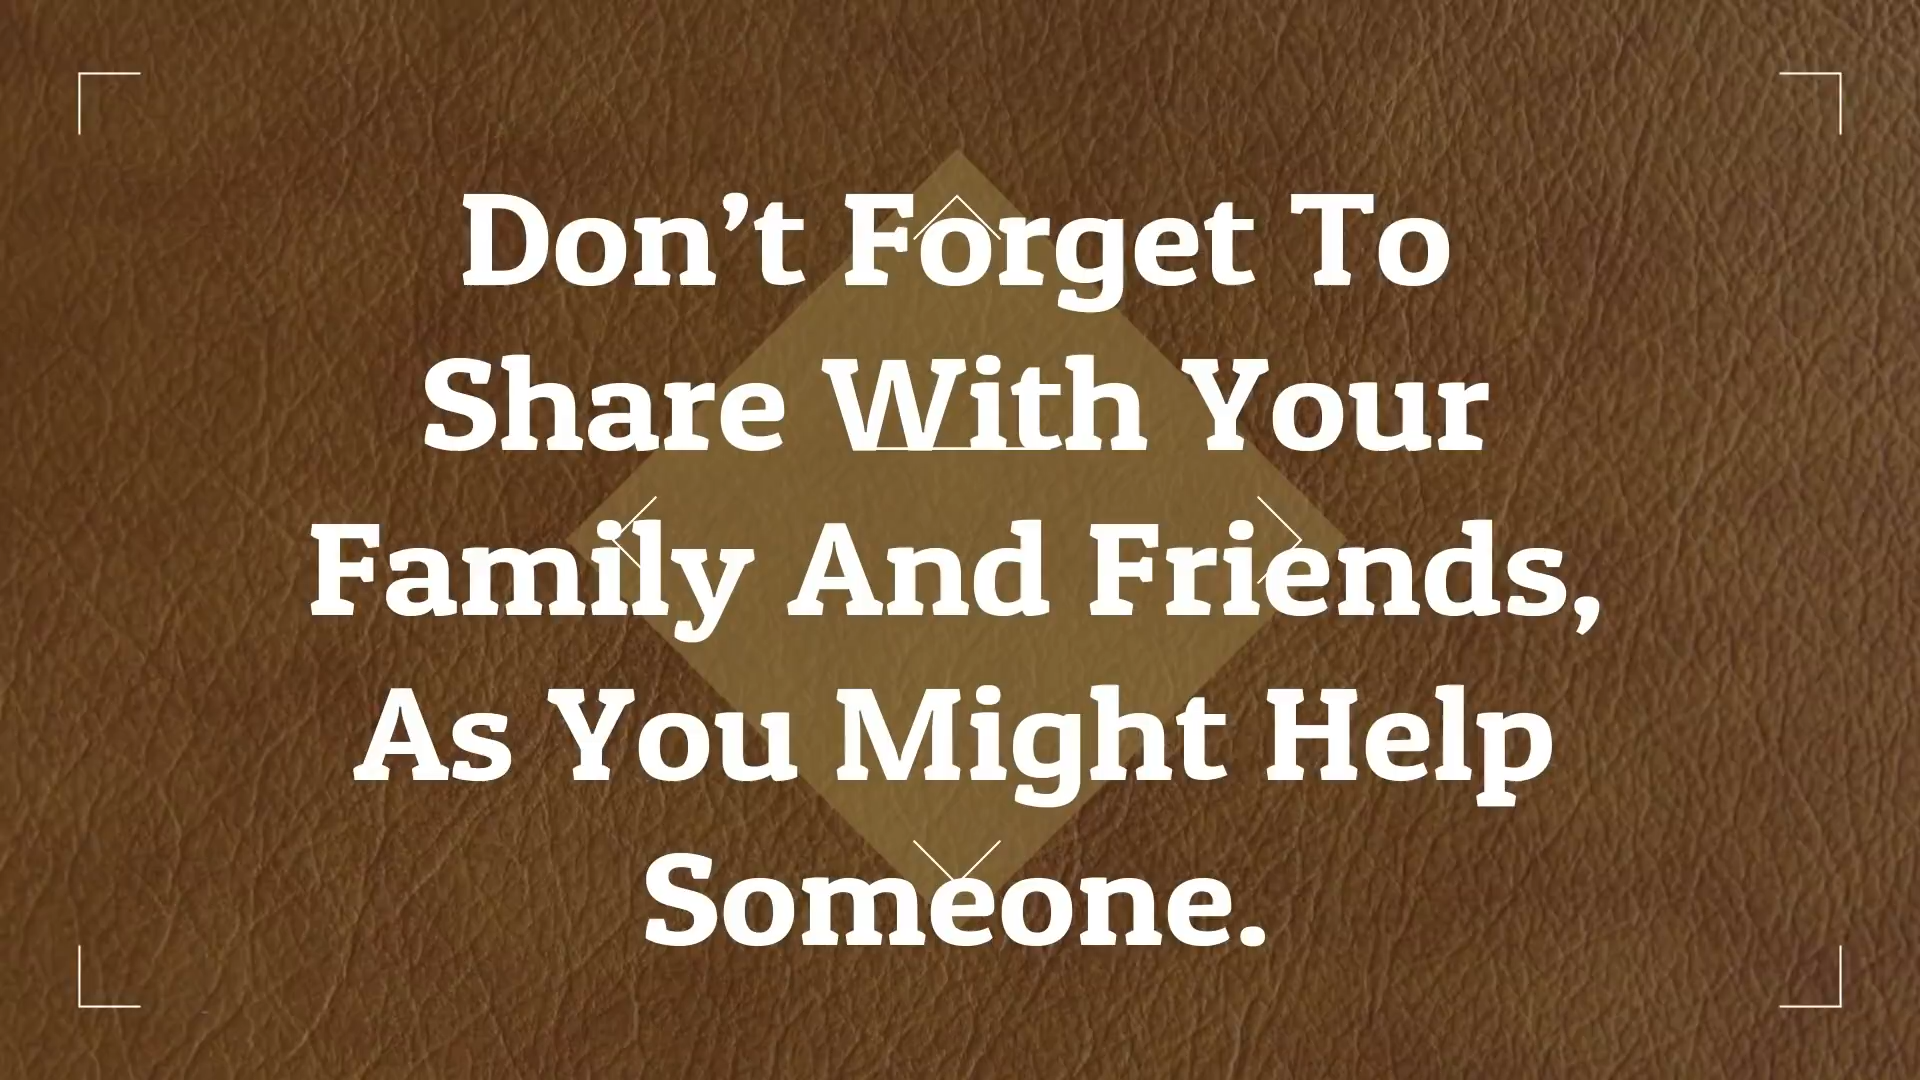 Don’t Forget To
Share With Your
Family And Friends,
As You Might Help
Someone.